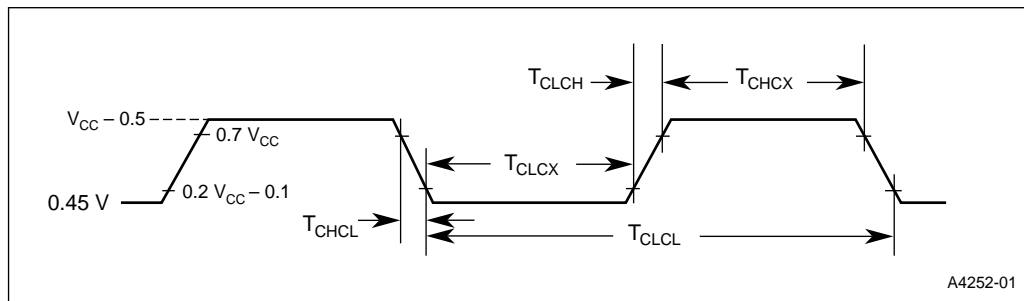 T_CLCH
T_CHCX
V_CC – 0.5
0.7 V_CC
T_CLCX
0.2 V_CC – 0.1
0.45 V
T_CHCL
T_CLCL
A4252-01